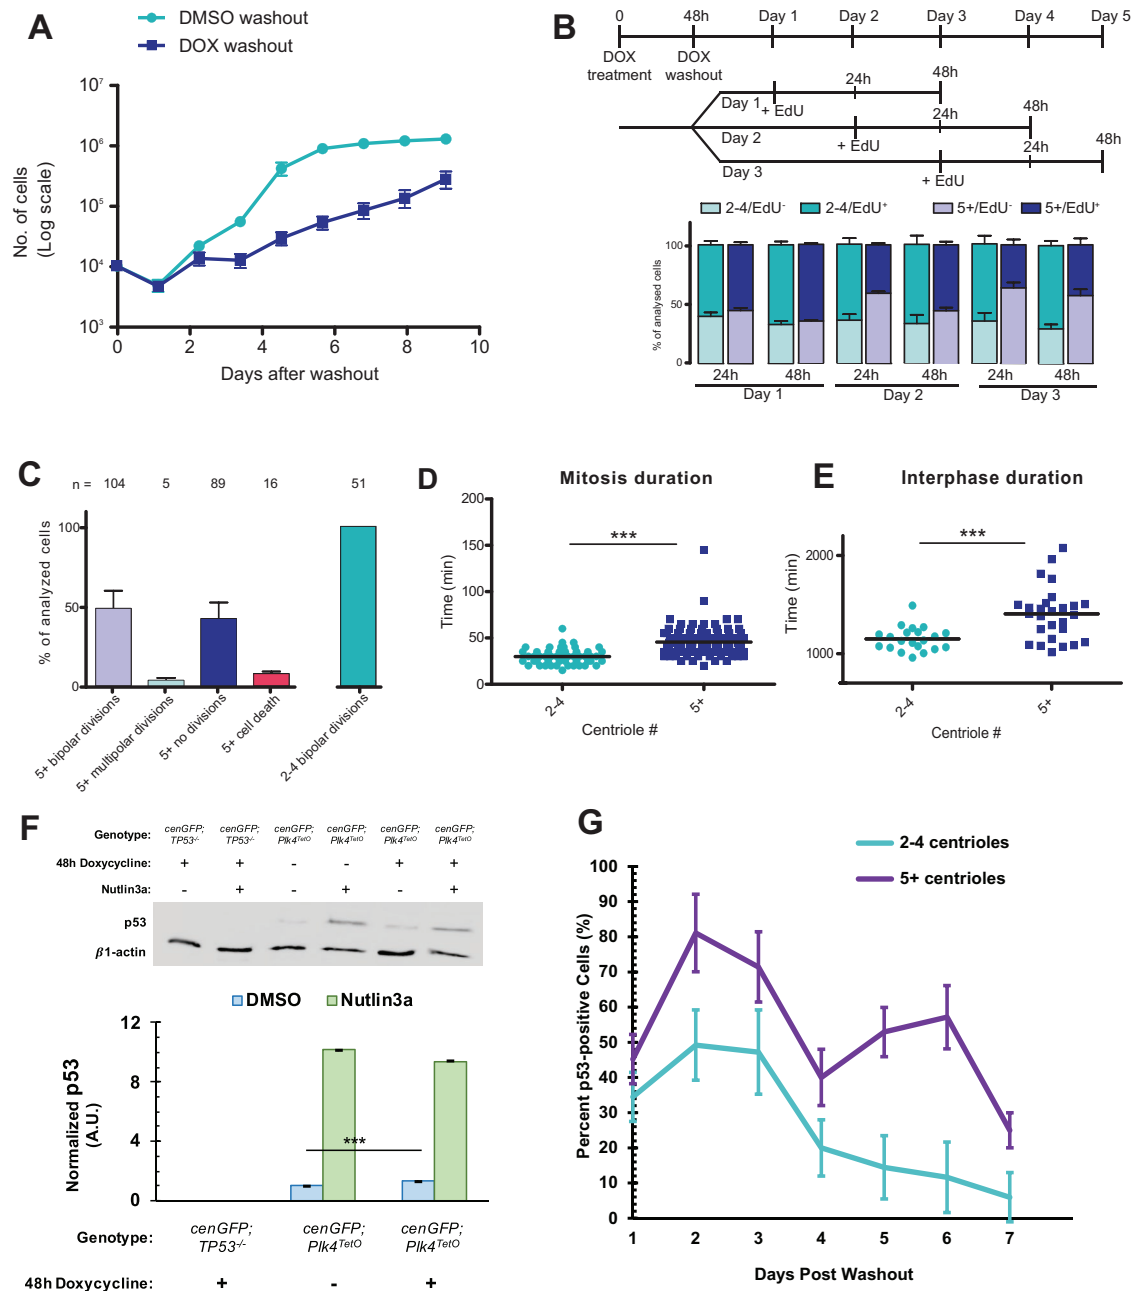 A
DMSO washout
DOX washout
No. of cells
(Log scale)
10⁷
10⁶
10⁵
10⁴
10³
0 2 4 6 8 10
Days after washout
B
0 48h Day 1 Day 2 Day 3 Day 4 Day 5
DOX treatment DOX washout
Day 1 + EdU 24h 48h
Day 2 + EdU 24h 48h
Day 3 + EdU 24h 48h
2-4/EdU⁻ 2-4/EdU⁺ 5+/EdU⁻ 5+/EdU⁺
% of analysed cells
100
50
0
24h 48h 24h 48h 24h 48h
Day 1 Day 2 Day 3
C
n = 104 5 89 16 51
% of analyzed cells
100
50
0
5+ bipolar divisions
5+ multipolar divisions
5+ no divisions
5+ cell death
2-4 bipolar divisions
D
Mitosis duration
Time (min)
200
150
100
50
0
***
2-4 5+
Centriole #
E
Interphase duration
Time (min)
2000
1000
***
2-4 5+
Centriole #
F
Genotype: cenGFP; TP53⁻/⁻ cenGFP; TP53⁻/⁻ cenGFP; Plk4ᵀᵉᵗᴼ cenGFP; Plk4ᵀᵉᵗᴼ cenGFP; Plk4ᵀᵉᵗᴼ cenGFP; Plk4ᵀᵉᵗᴼ
48h Doxycycline: + + - - + +
Nutlin3a: - + - + - +
p53
β1-actin
DMSO Nutlin3a
Normalized p53
(A.U.)
12
8
4
0
***
Genotype: cenGFP; TP53⁻/⁻ cenGFP; Plk4ᵀᵉᵗᴼ cenGFP; Plk4ᵀᵉᵗᴼ
48h Doxycycline: + - +
G
2-4 centrioles
5+ centrioles
Percent p53-positive Cells (%)
100
90
80
70
60
50
40
30
20
10
0
1 2 3 4 5 6 7
Days Post Washout